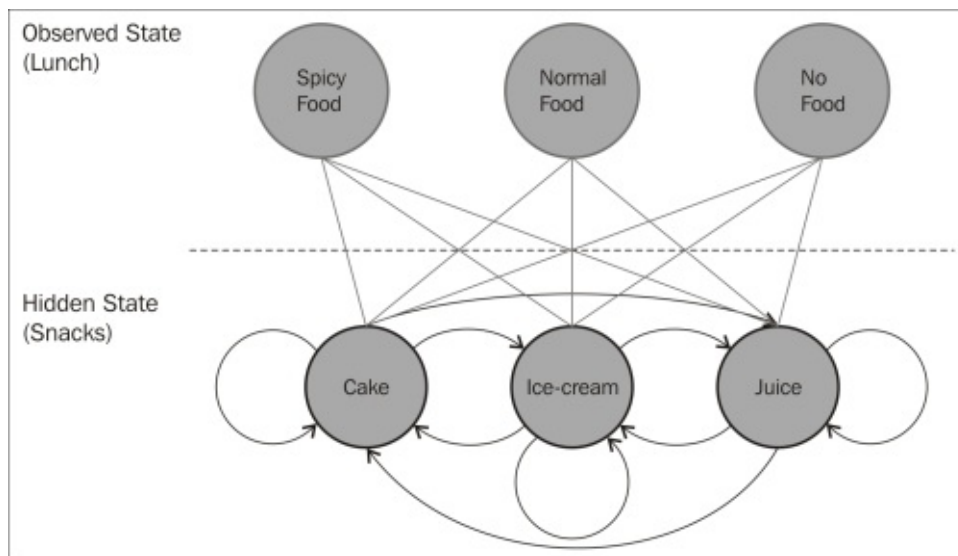 Observed State
(Lunch)
Spicy
Food
Normal
Food
No
Food
Hidden State
(Snacks)
Cake
Ice-cream
Juice